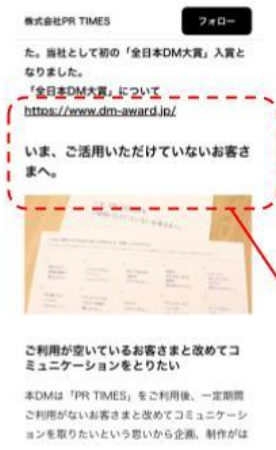 株式会社PR TIMES
フォロー
た。当社として初の「全日本DM大賞」入賞と
なりました。
「全日本DM大賞」について
https://www.dm-award.jp/
いま、ご活用いただけていないお客さ
まへ。
ご利用が空いているお客さまと改めてコ
ミュニケーションをとりたい
本DMは「PR TIMES」をご利用後、一定期間
ご利用がないお客さまと改めてコミュニケーシ
ョンを取りたいという思いから企画、制作がは